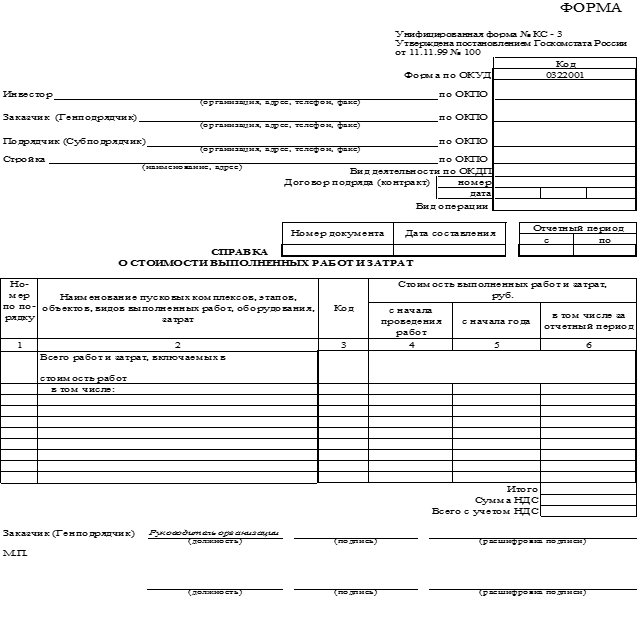 ФОРМА
Унифицированная форма № КС - 3
Утверждена постановлением Госкомстата России
от 11.11.99 № 100
Код
Форма по ОКУД 0322001
Инвестор по ОКПО
(организация, адрес, телефон, факс)
Заказчик (Генподрядчик) по ОКПО
(организация, адрес, телефон, факс)
Подрядчик (Субподрядчик) по ОКПО
(организация, адрес, телефон, факс)
Стройка по ОКПО
(наименование, адрес)
Вид деятельности по ОКДП
Договор подряда (контракт) номер
дата
Вид операции
Номер документа Дата составления Отчетный период
с по
СПРАВКА
О СТОИМОСТИ ВЫПОЛНЕННЫХ РАБОТ И ЗАТРАТ
Но-
мер
по по-
рядку
Наименование пусковых комплексов, этапов,
объектов, видов выполненных работ, оборудования,
затрат
Код
Стоимость выполненных работ и затрат,
руб.
с начала
проведения
работ
с начала года
в том числе за
отчетный период
1 2 3 4 5 6
Всего работ и затрат, включаемых в
стоимость работ
в том числе:
Итого
Сумма НДС
Всего с учетом НДС
Заказчик (Генподрядчик) Руководитель организации
(должность) (подпись) (расшифровка подписи)
М.П.
(должность) (подпись) (расшифровка подписи)